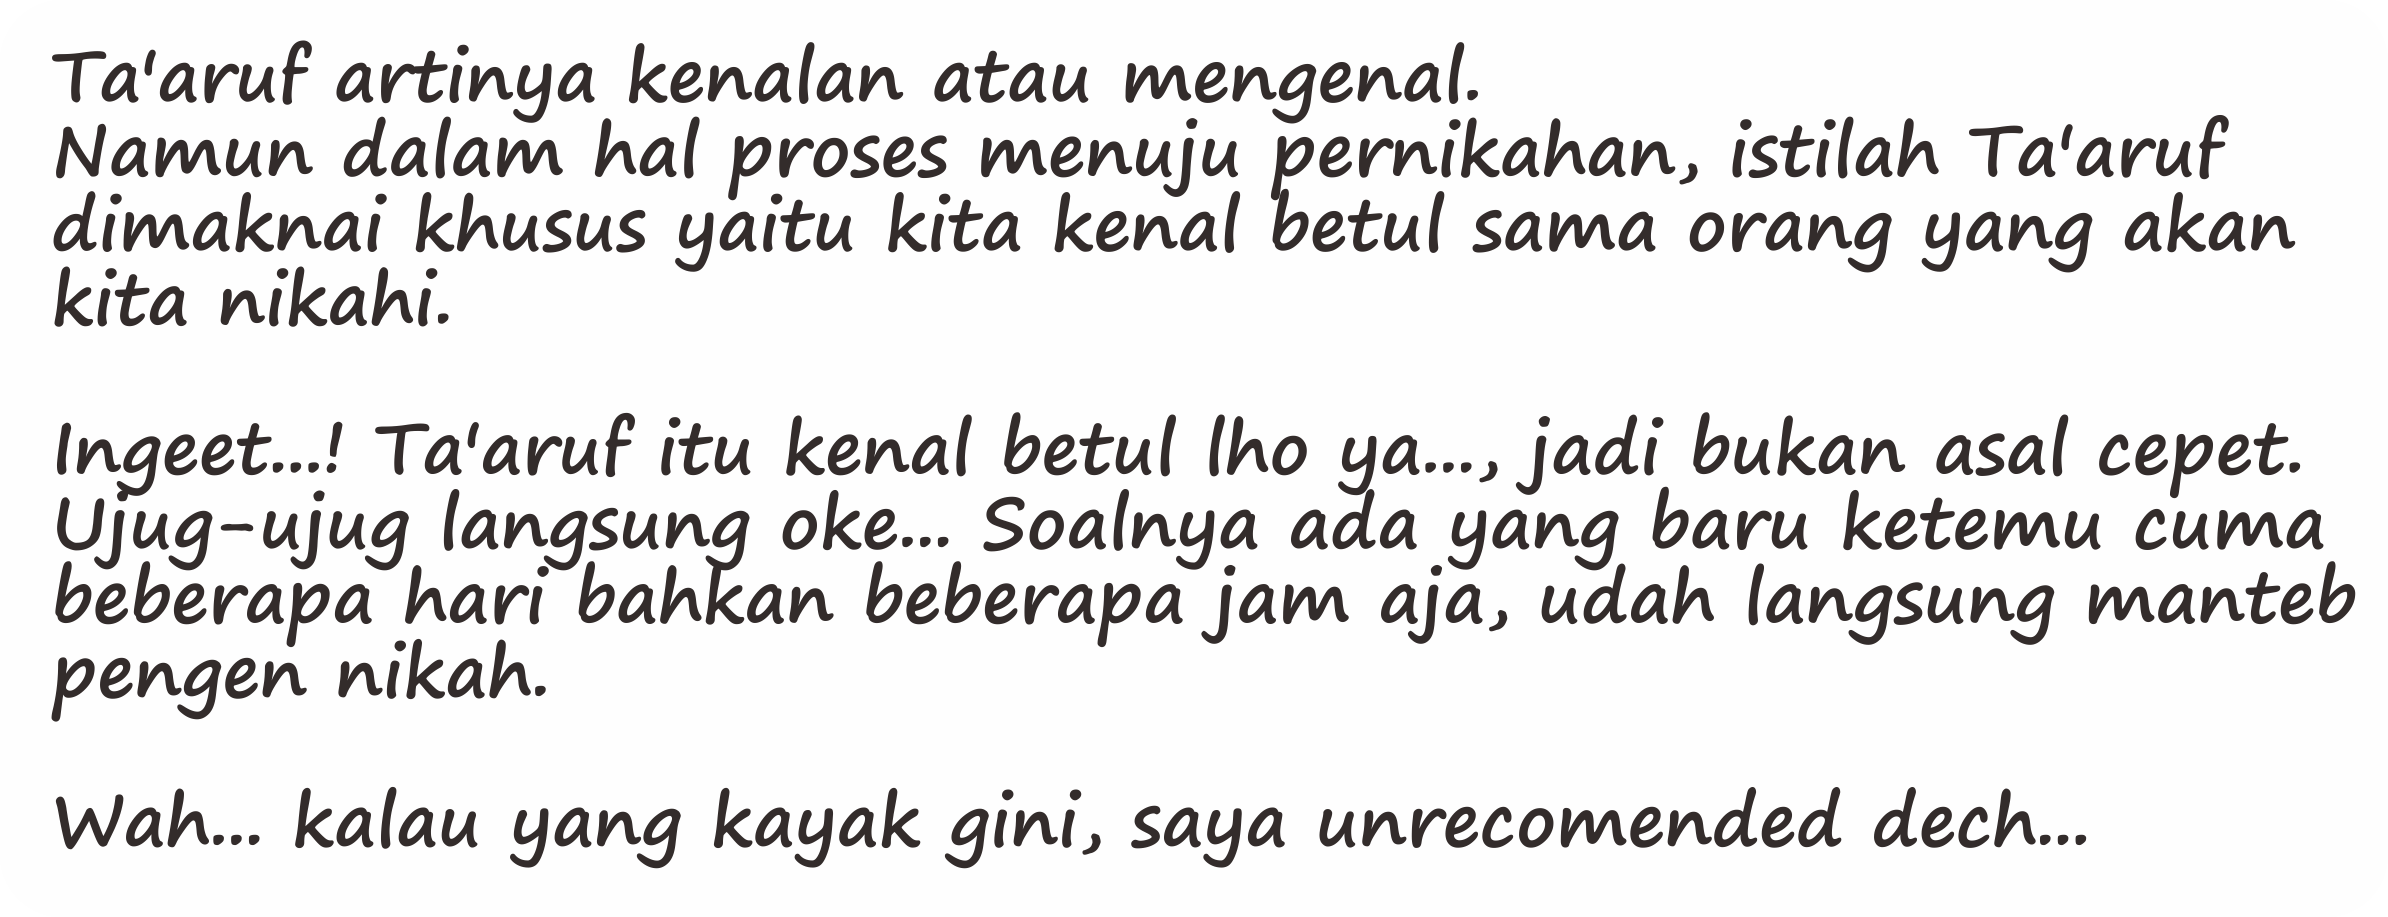 Ta'aruf artinya kenalan atau mengenal.
Namun dalam hal proses menuju pernikahan, istilah Ta'aruf
dimaknai khusus yaitu kita kenal betul sama orang yang akan
kita nikahi.
Ingeet...! Ta'aruf itu kenal betul lho ya..., jadi bukan asal cepet.
Ujug-ujug langsung oke... Soalnya ada yang baru ketemu cuma
beberapa hari bahkan beberapa jam aja, udah langsung manteb
pengen nikah.
Wah... kalau yang kayak gini, saya unrecomended dech...